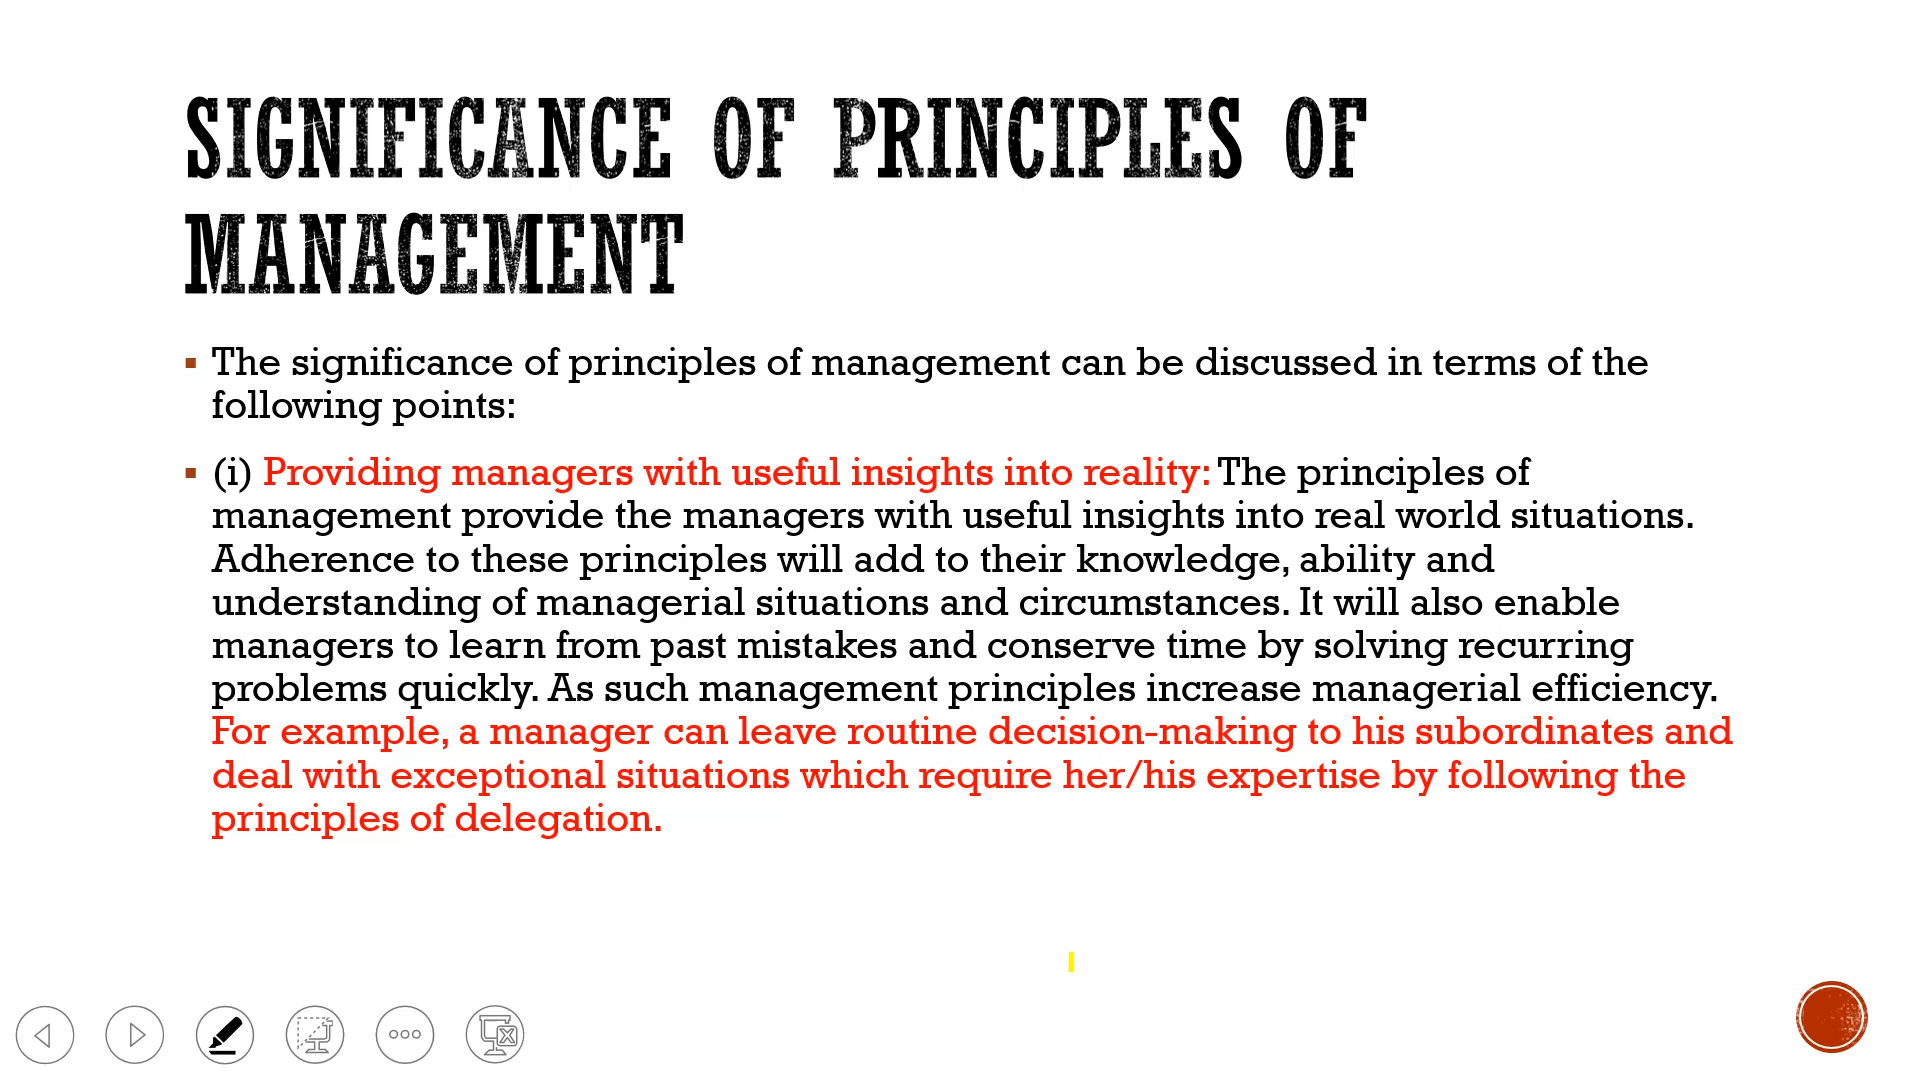 SIGNIFICANCE OF PRINCIPLES OF
MANAGEMENT
▪ The significance of principles of management can be discussed in terms of the
following points:
▪ (i) Providing managers with useful insights into reality: The principles of
management provide the managers with useful insights into real world situations.
Adherence to these principles will add to their knowledge, ability and
understanding of managerial situations and circumstances. It will also enable
managers to learn from past mistakes and conserve time by solving recurring
problems quickly. As such management principles increase managerial efficiency.
For example, a manager can leave routine decision-making to his subordinates and
deal with exceptional situations which require her/his expertise by following the
principles of delegation.